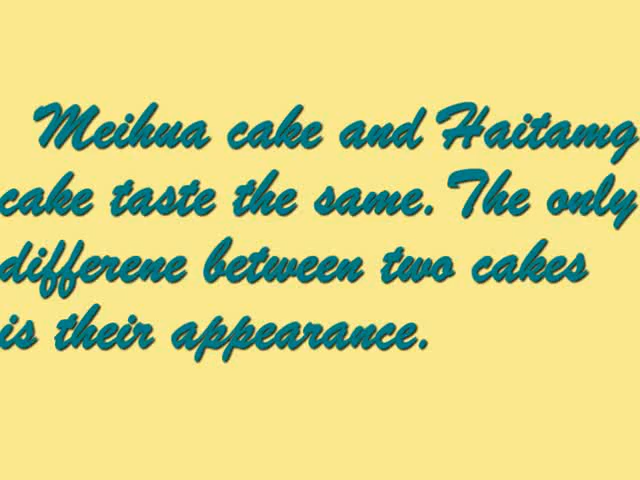 Meihua cake and Haitamg
cake taste the same. The only
differene between two cakes
is their appearance.